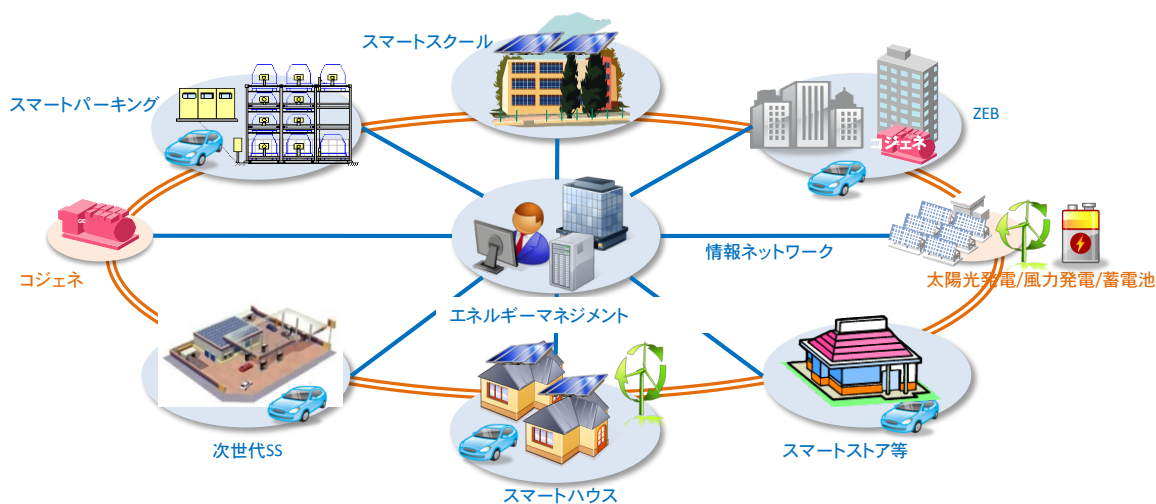 スマートスクール
スマートパーキング
ZEB
コジェネ
情報ネットワーク
コジェネ
太陽光発電/風力発電/蓄電池
エネルギーマネジメント
次世代SS
スマートストア等
スマートハウス